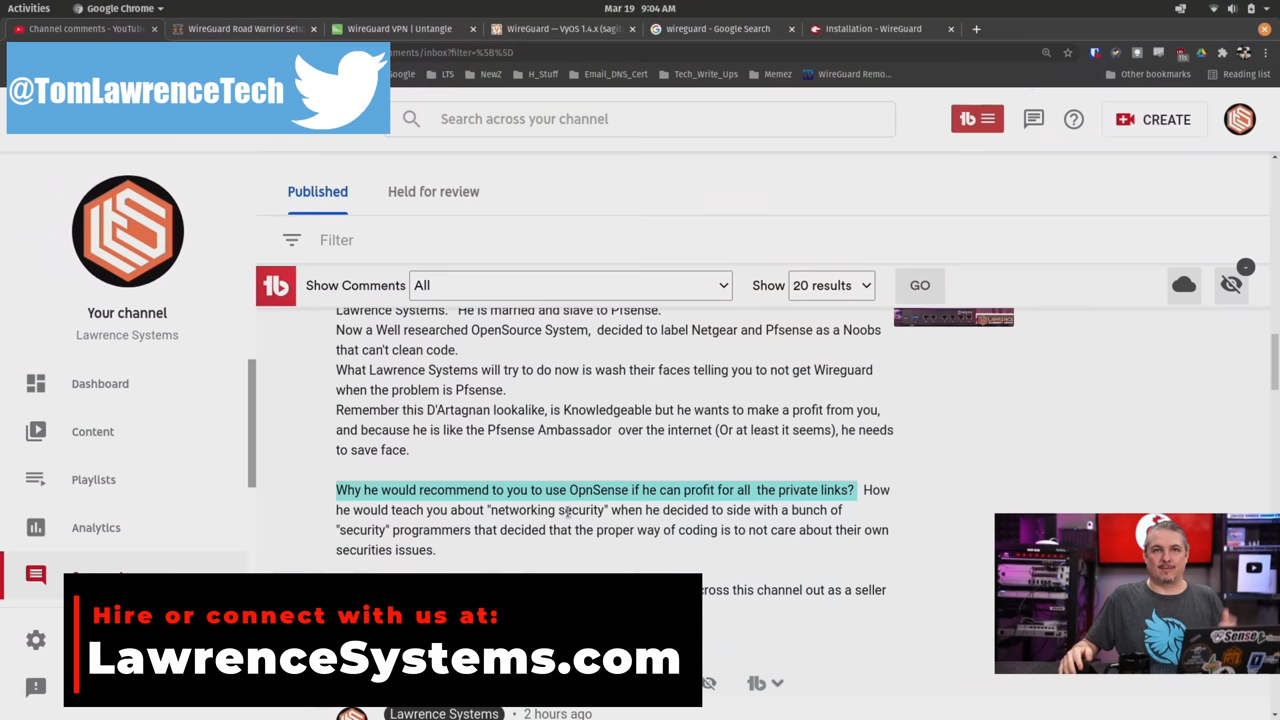 Activities
Google Chrome
Mar 19 9:04 AM
Channel comments - YouTub
WireGuard Road Warrior Setup
WireGuard VPN | Untangle
WireGuard — VyOS 1.4.x (sagit
wireguard - Google Search
Installation - WireGuard
ments/inbox?filter=%5B%5D
Google
LTS
NewZ
H_Stuff
Email_DNS_Cert
Tech_Write_Ups
Memez
WireGuard Remo...
Other bookmarks
Reading list
@TomLawrenceTech
Search across your channel
CREATE
Published
Held for review
Filter
Show Comments
All
Show
20 results
GO
Your channel
Lawrence Systems
Dashboard
Content
Playlists
Analytics
Lawrence Systems. He is married and slave to Pfsense.
Now a Well researched OpenSource System, decided to label Netgear and Pfsense as a Noobs
that can't clean code.
What Lawrence Systems will try to do now is wash their faces telling you to not get Wireguard
when the problem is Pfsense.
Remember this D'Artagnan lookalike, is Knowledgeable but he wants to make a profit from you,
and because he is like the Pfsense Ambassador over the internet (Or at least it seems), he needs
to save face.
Why he would recommend to you to use OpnSense if he can profit for all the private links? How
he would teach you about "networking security" when he decided to side with a bunch of
"security" programmers that decided that the proper way of coding is to not care about their own
securities issues.
cross this channel out as a seller
Hire or connect with us at:
LawrenceSystems.com
Lawrence Systems • 2 hours ago